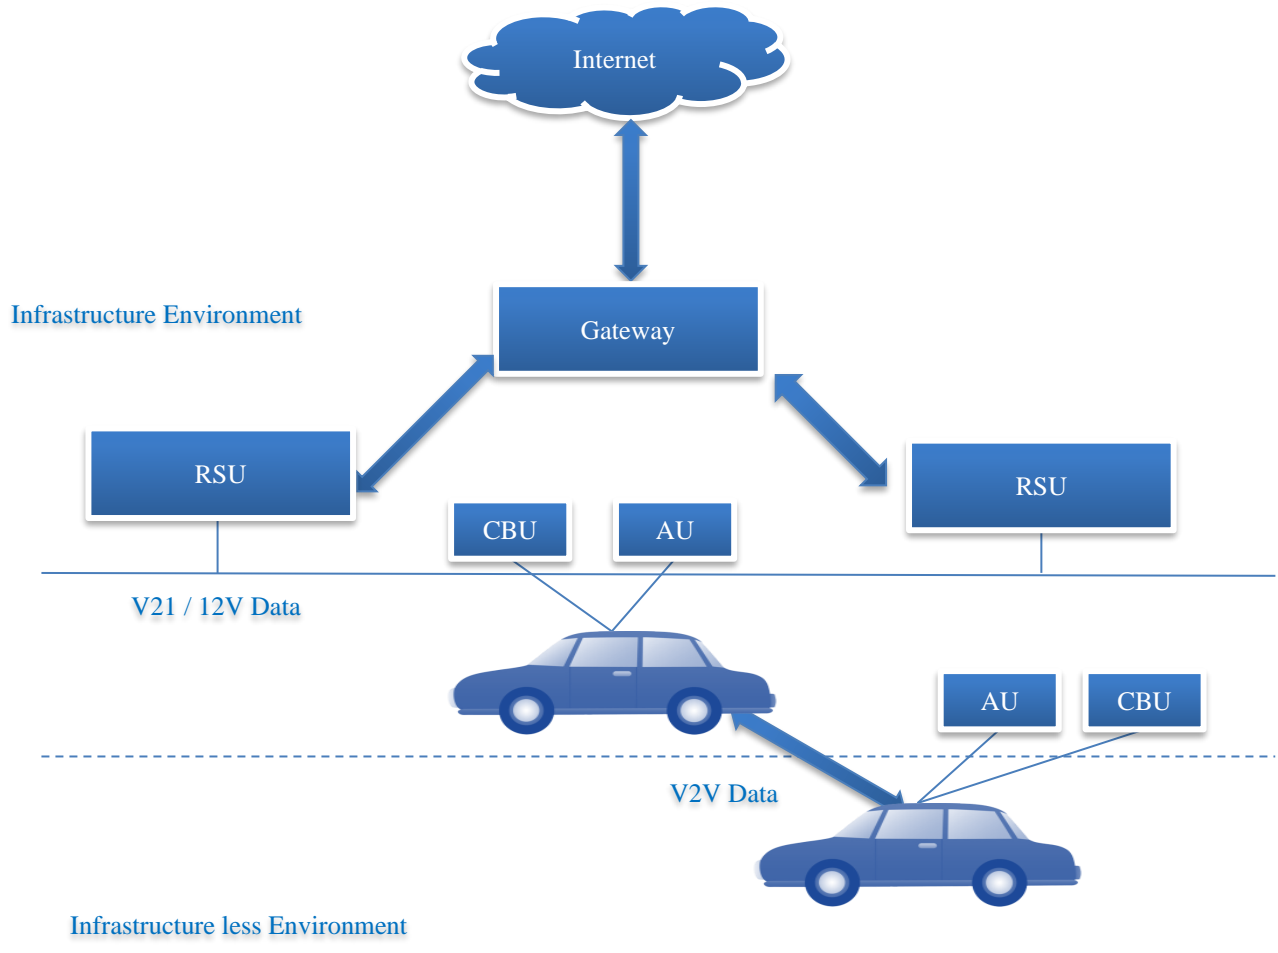 Internet
Infrastructure Environment
Gateway
RSU
RSU
CBU
AU
V21 / 12V Data
AU
CBU
V2V Data
Infrastructure less Environment